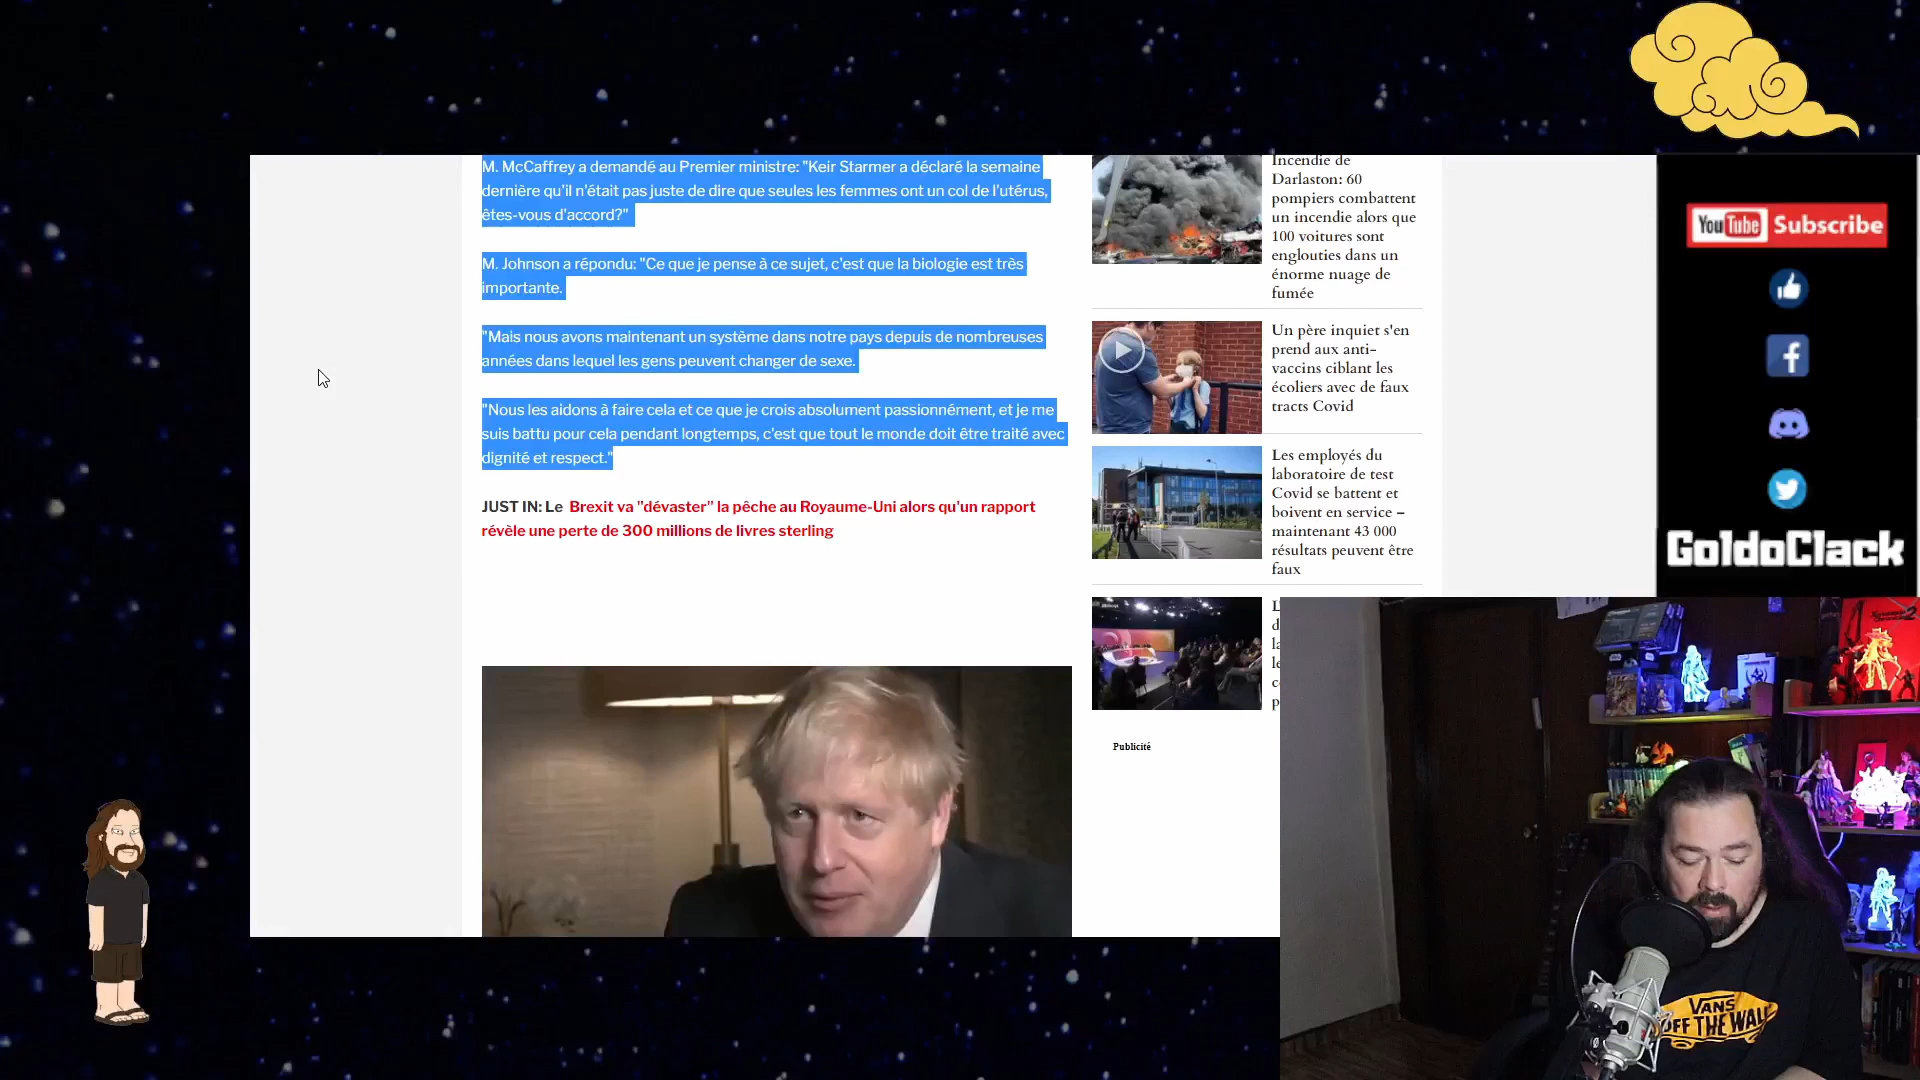 M. McCaffrey a demandé au Premier ministre: "Keir Starmer a déclaré la semaine
dernière qu'il n'était pas juste de dire que seules les femmes ont un col de l'utérus,
êtes-vous d'accord?"
M. Johnson a répondu: "Ce que je pense à ce sujet, c'est que la biologie est très
importante.
"Mais nous avons maintenant un système dans notre pays depuis de nombreuses
années dans lequel les gens peuvent changer de sexe.
"Nous les aidons à faire cela et ce que je crois absolument passionnément, et je me
suis battu pour cela pendant longtemps, c'est que tout le monde doit être traité avec
dignité et respect."
JUST IN: Le Brexit va "dévaster" la pêche au Royaume-Uni alors qu'un rapport
révèle une perte de 300 millions de livres sterling
Incendie de
Darlaston: 60
pompiers combattent
un incendie alors que
100 voitures sont
englouties dans un
énorme nuage de
fumée
Un père inquiet s'en
prend aux anti-
vaccins ciblant les
écoliers avec de faux
tracts Covid
Les employés du
laboratoire de test
Covid se battent et
boivent en service –
maintenant 43 000
résultats peuvent être
faux
Publicité
YouTube Subscribe
GoldoClack
VANS
OFF THE WALL